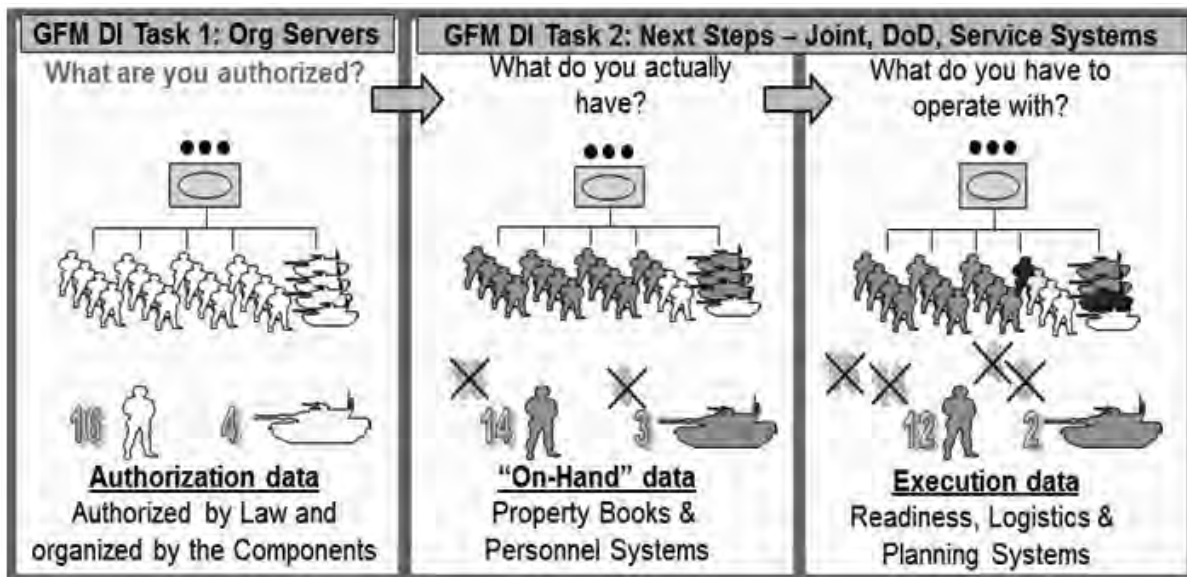 GFM DI Task 1: Org Servers
GFM DI Task 2: Next Steps – Joint, DoD, Service Systems
What are you authorized?
What do you actually
have?
What do you have to
operate with?
16
4
14
3
12
2
Authorization data
Authorized by Law and
organized by the Components
"On-Hand" data
Property Books &
Personnel Systems
Execution data
Readiness, Logistics &
Planning Systems